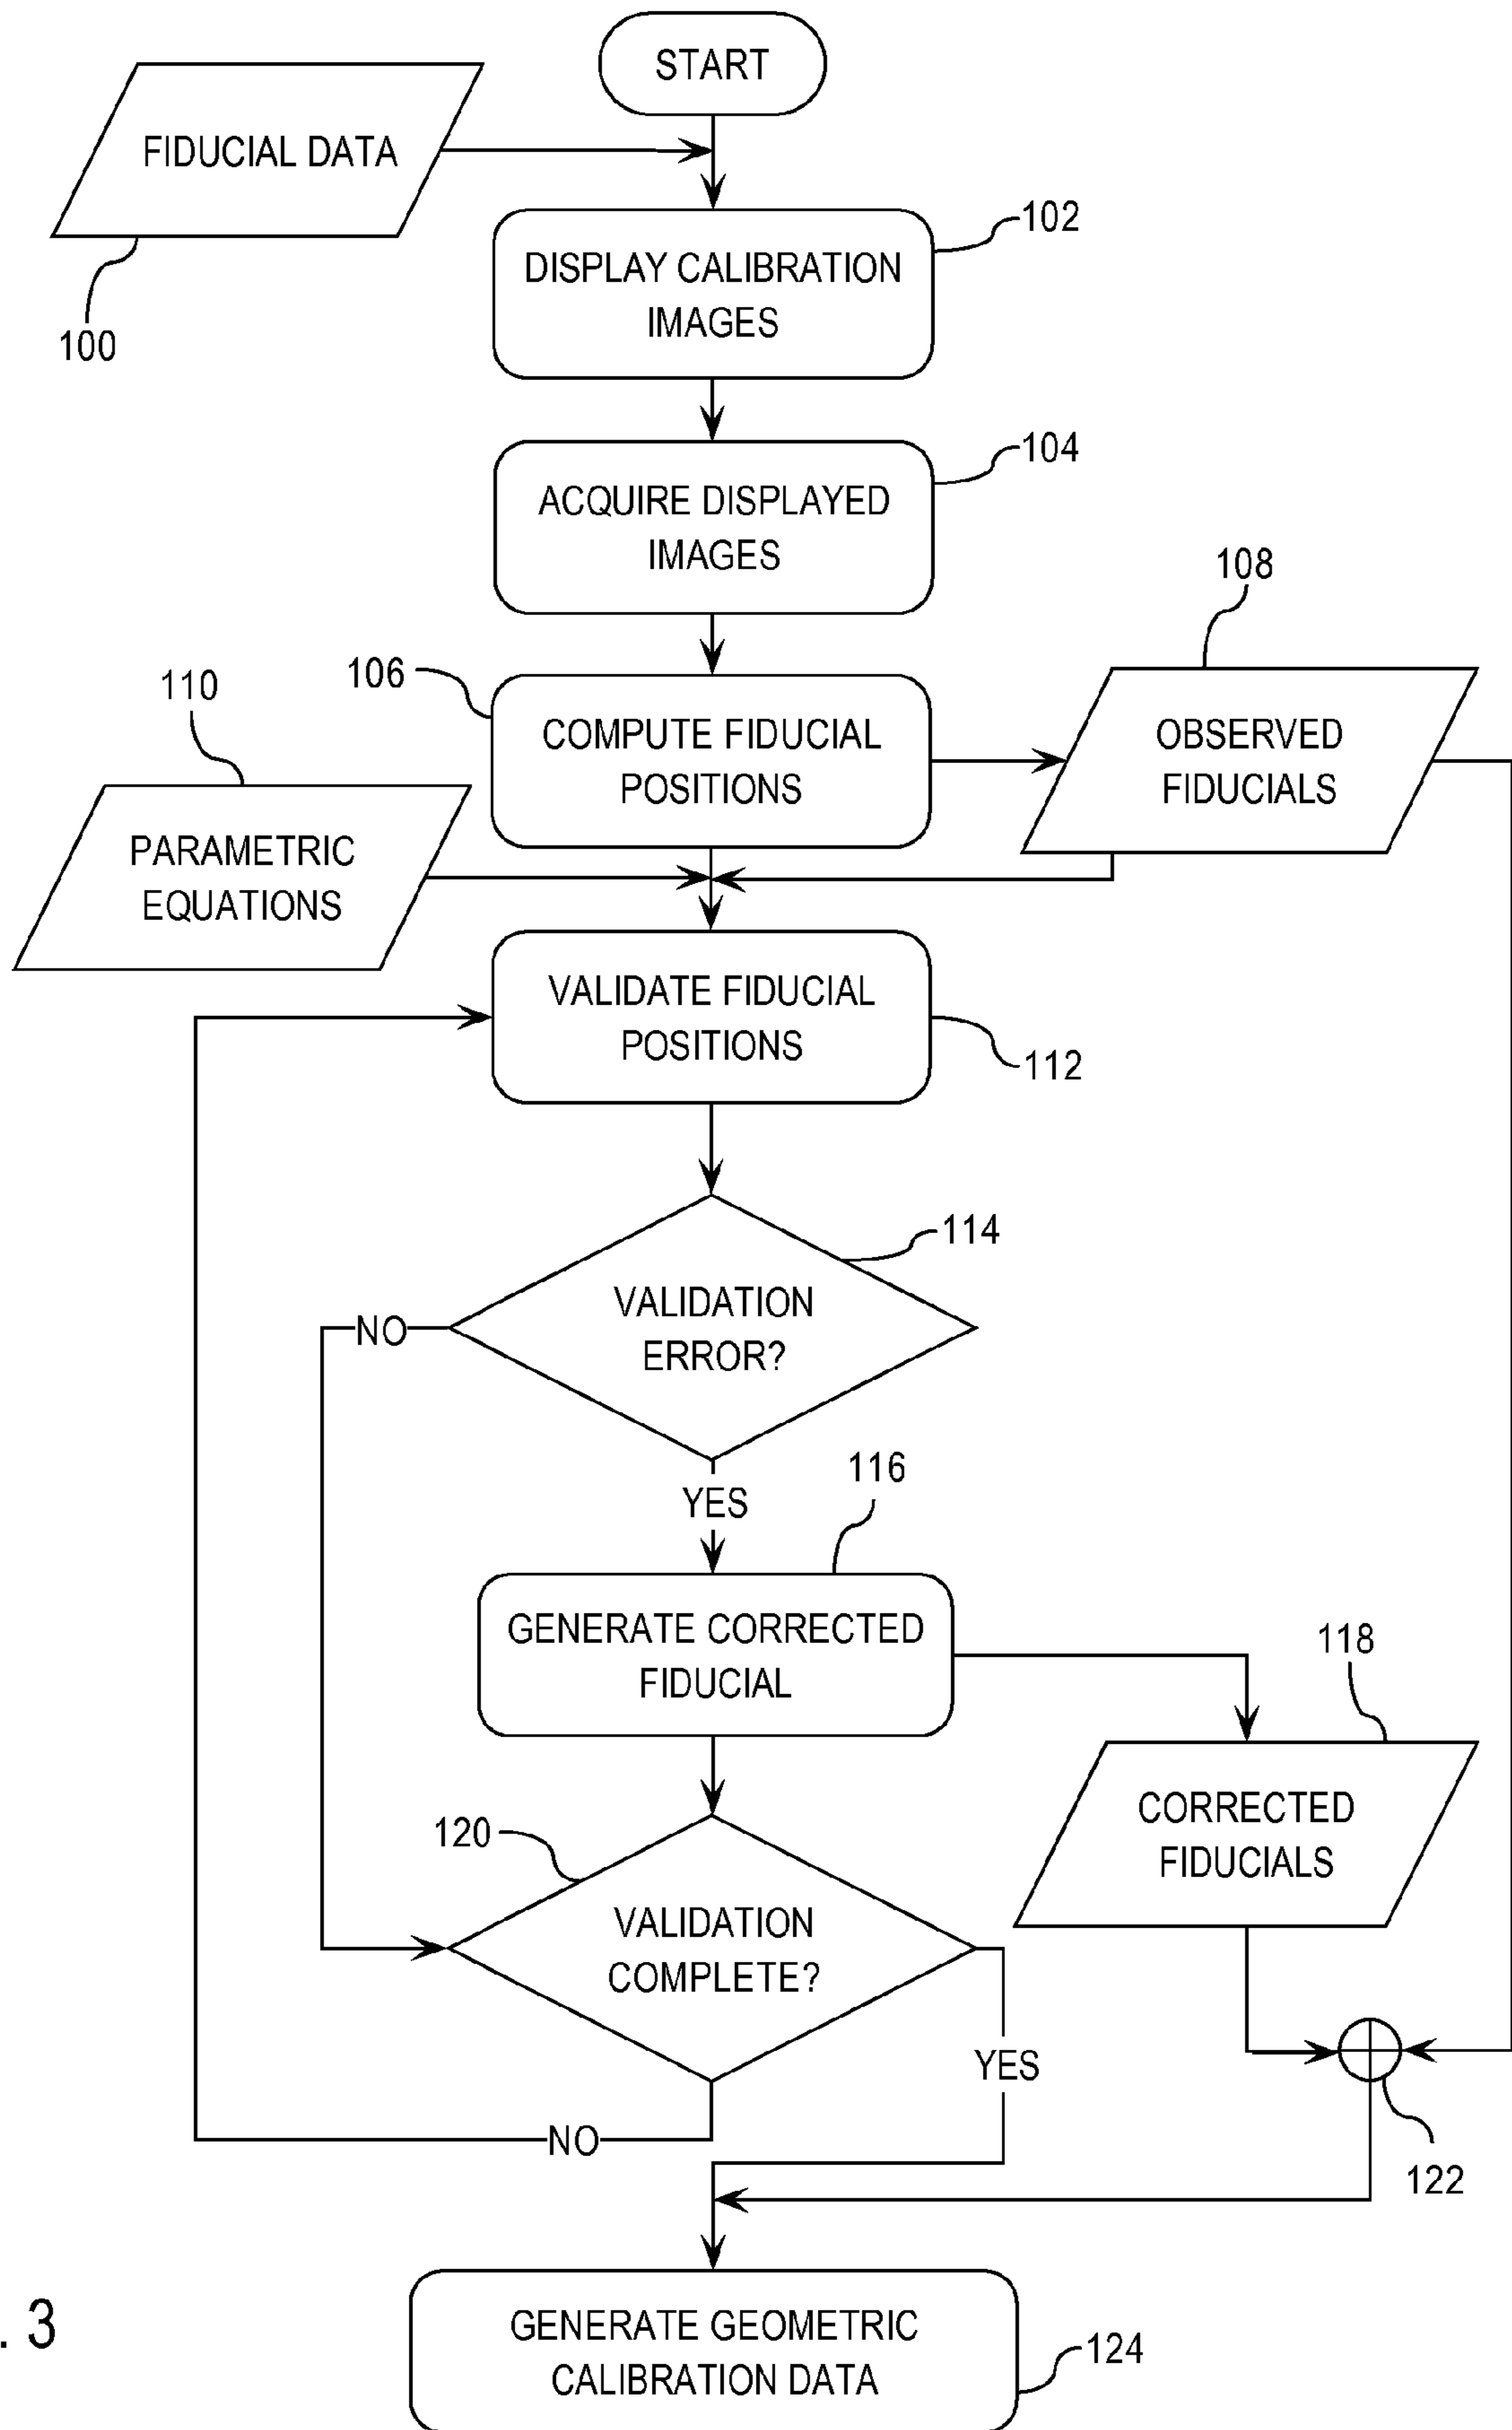 START
FIDUCIAL DATA
100
102
DISPLAY CALIBRATION
IMAGES
104
ACQUIRE DISPLAYED
IMAGES
108
106
110
COMPUTE FIDUCIAL
POSITIONS
OBSERVED
FIDUCIALS
PARAMETRIC
EQUATIONS
VALIDATE FIDUCIAL
POSITIONS
112
114
VALIDATION
ERROR?
NO
YES
116
GENERATE CORRECTED
FIDUCIAL
118
CORRECTED
FIDUCIALS
120
VALIDATION
COMPLETE?
YES
NO
122
GENERATE GEOMETRIC
CALIBRATION DATA
124
. 3